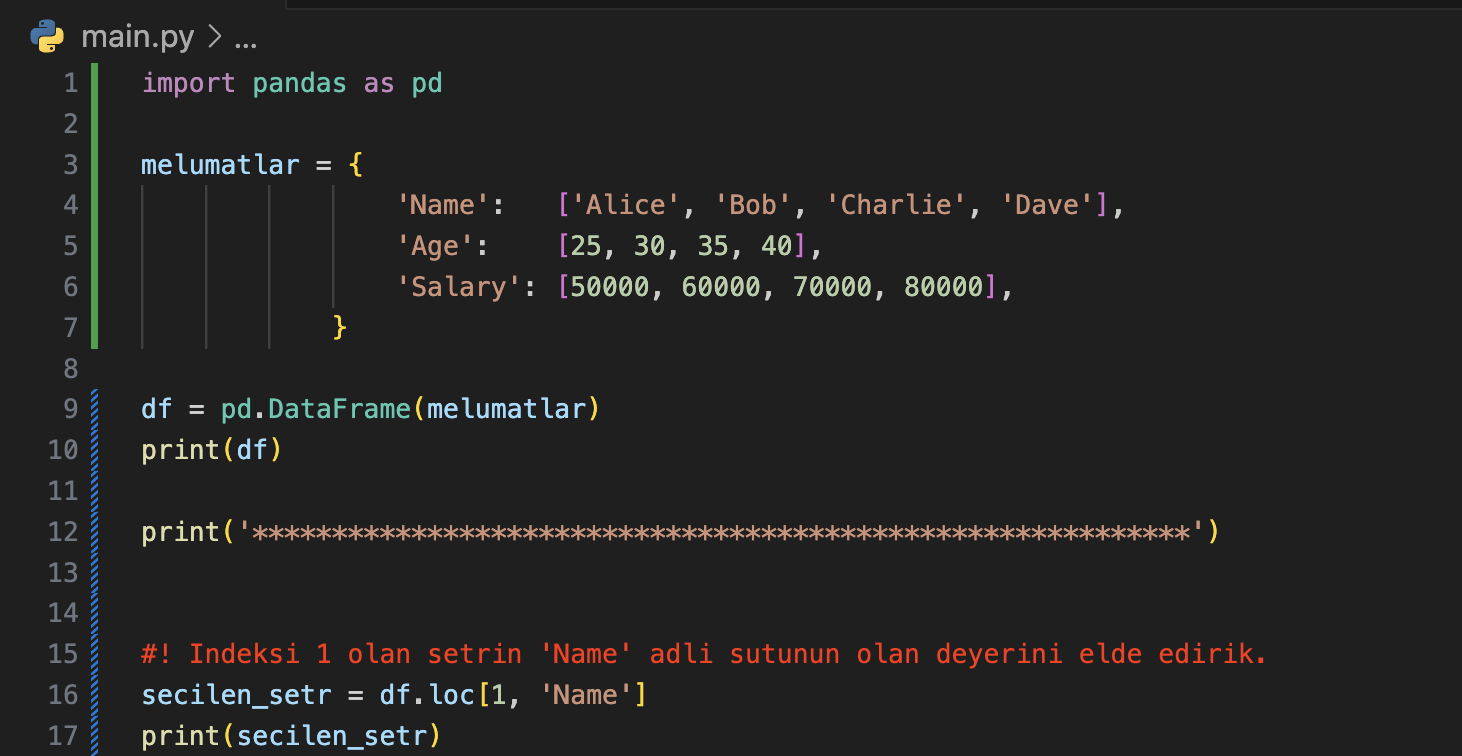 main.py > ...
1 import pandas as pd
2
3 melumatlar = {
4 'Name':   ['Alice', 'Bob', 'Charlie', 'Dave'],
5 'Age':    [25, 30, 35, 40],
6 'Salary': [50000, 60000, 70000, 80000],
7 }
8
9 df = pd.DataFrame(melumatlar)
10 print(df)
11
12 print('***********************************************************')
13
14
15 #! Indeksi 1 olan setrin 'Name' adli sutunun olan deyerini elde edirik.
16 secilen_setr = df.loc[1, 'Name']
17 print(secilen_setr)